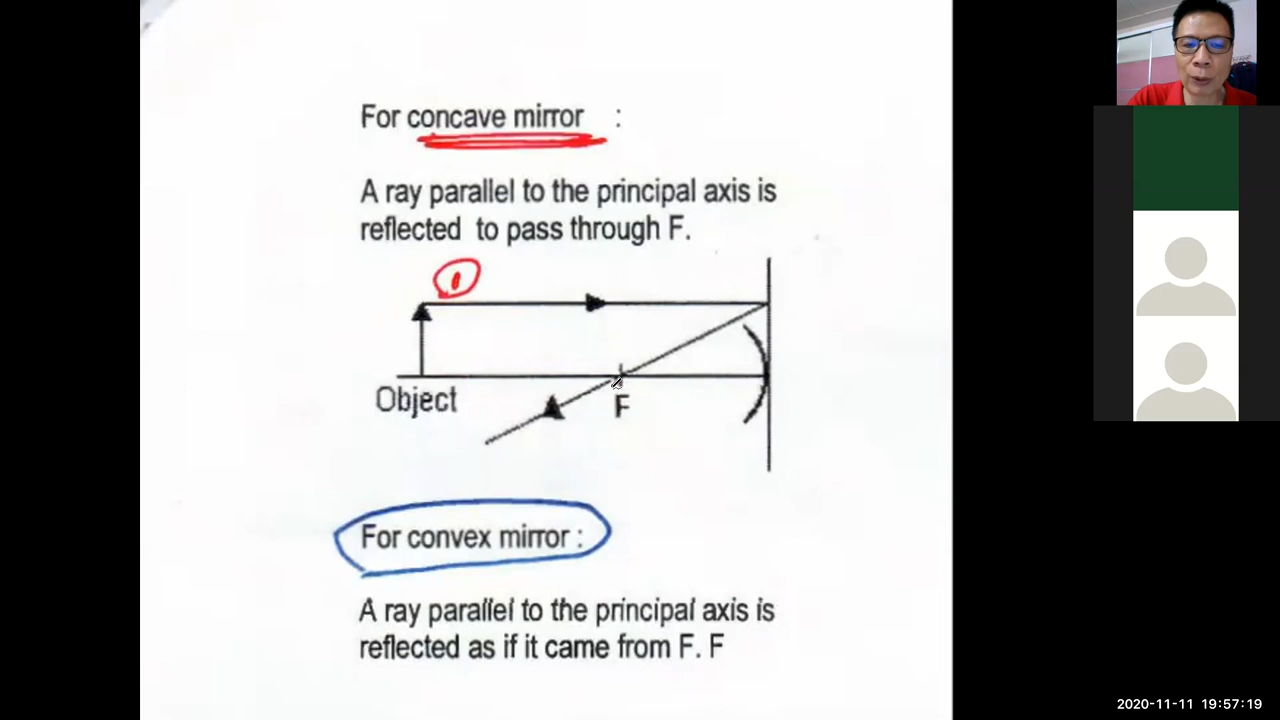 For concave mirror :
A ray parallel to the principal axis is
reflected to pass through F.
1
Object
F
For convex mirror :
A ray parallel to the principal axis is
reflected as if it came from F. F
2020-11-11 19:57:19